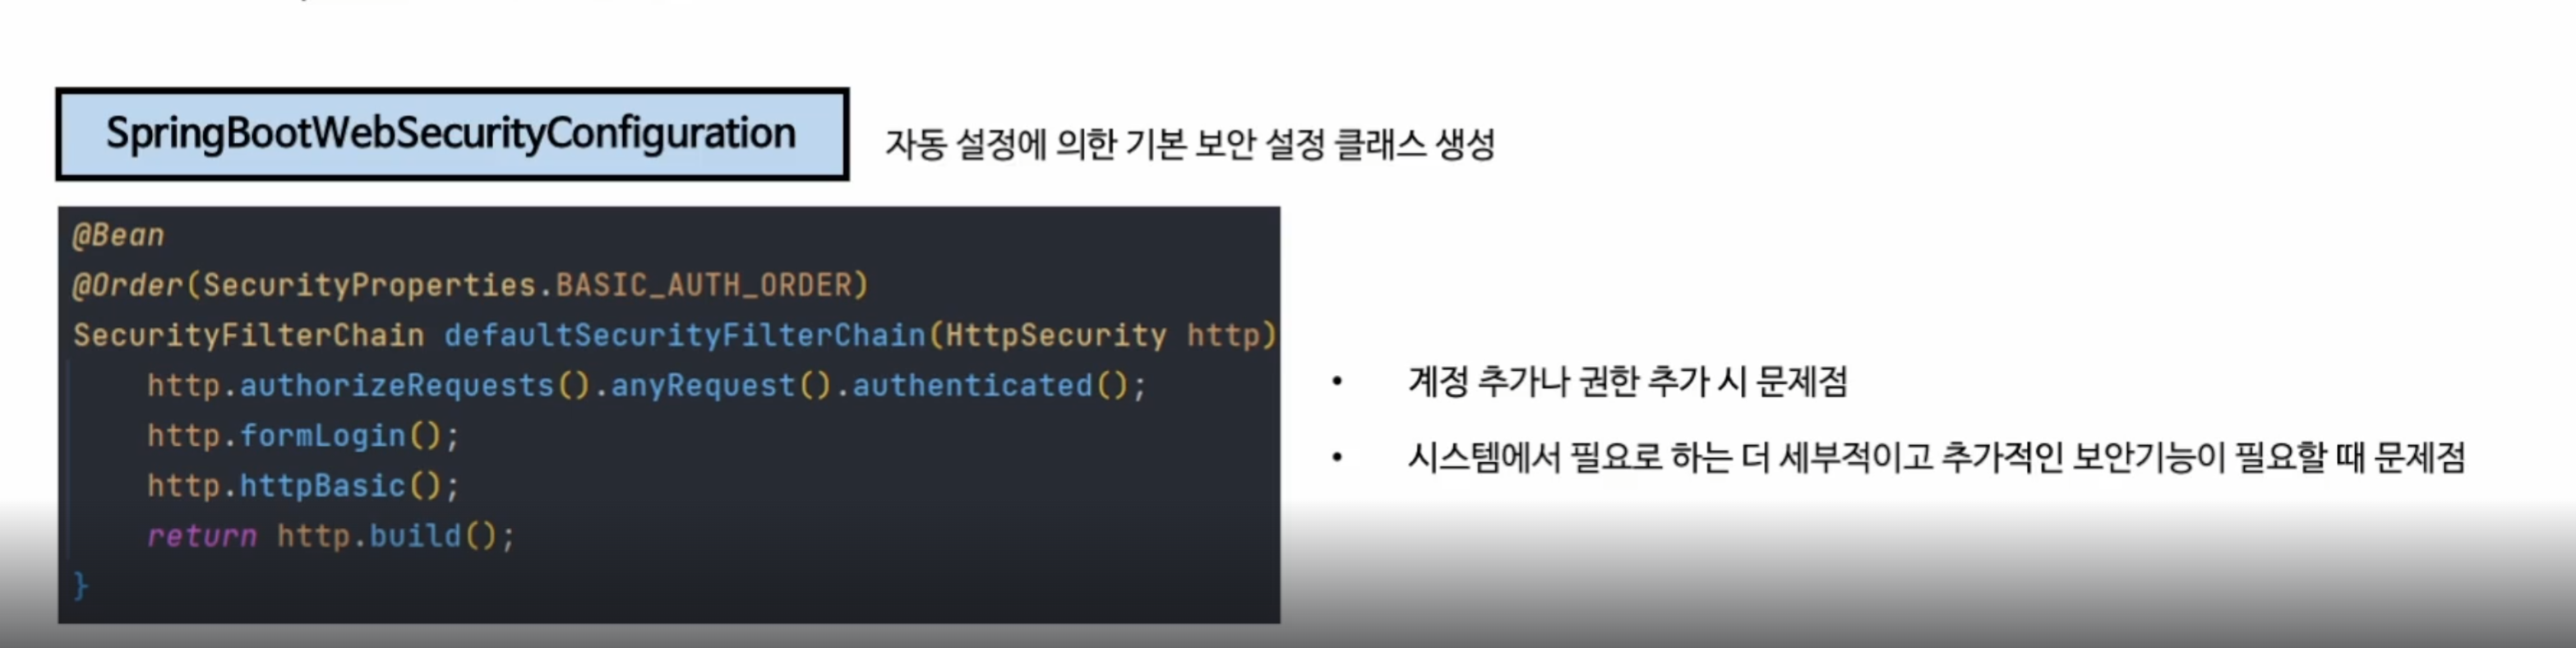 SpringBootWebSecurityConfiguration
자동 설정에 의한 기본 보안 설정 클래스 생성
@Bean
@Order(SecurityProperties.BASIC_AUTH_ORDER)
SecurityFilterChain defaultSecurityFilterChain(HttpSecurity http)
http.authorizeRequests().anyRequest().authenticated();
http.formLogin();
http.httpBasic();
return http.build();
}
• 계정 추가나 권한 추가 시 문제점
• 시스템에서 필요로 하는 더 세부적이고 추가적인 보안기능이 필요할 때 문제점